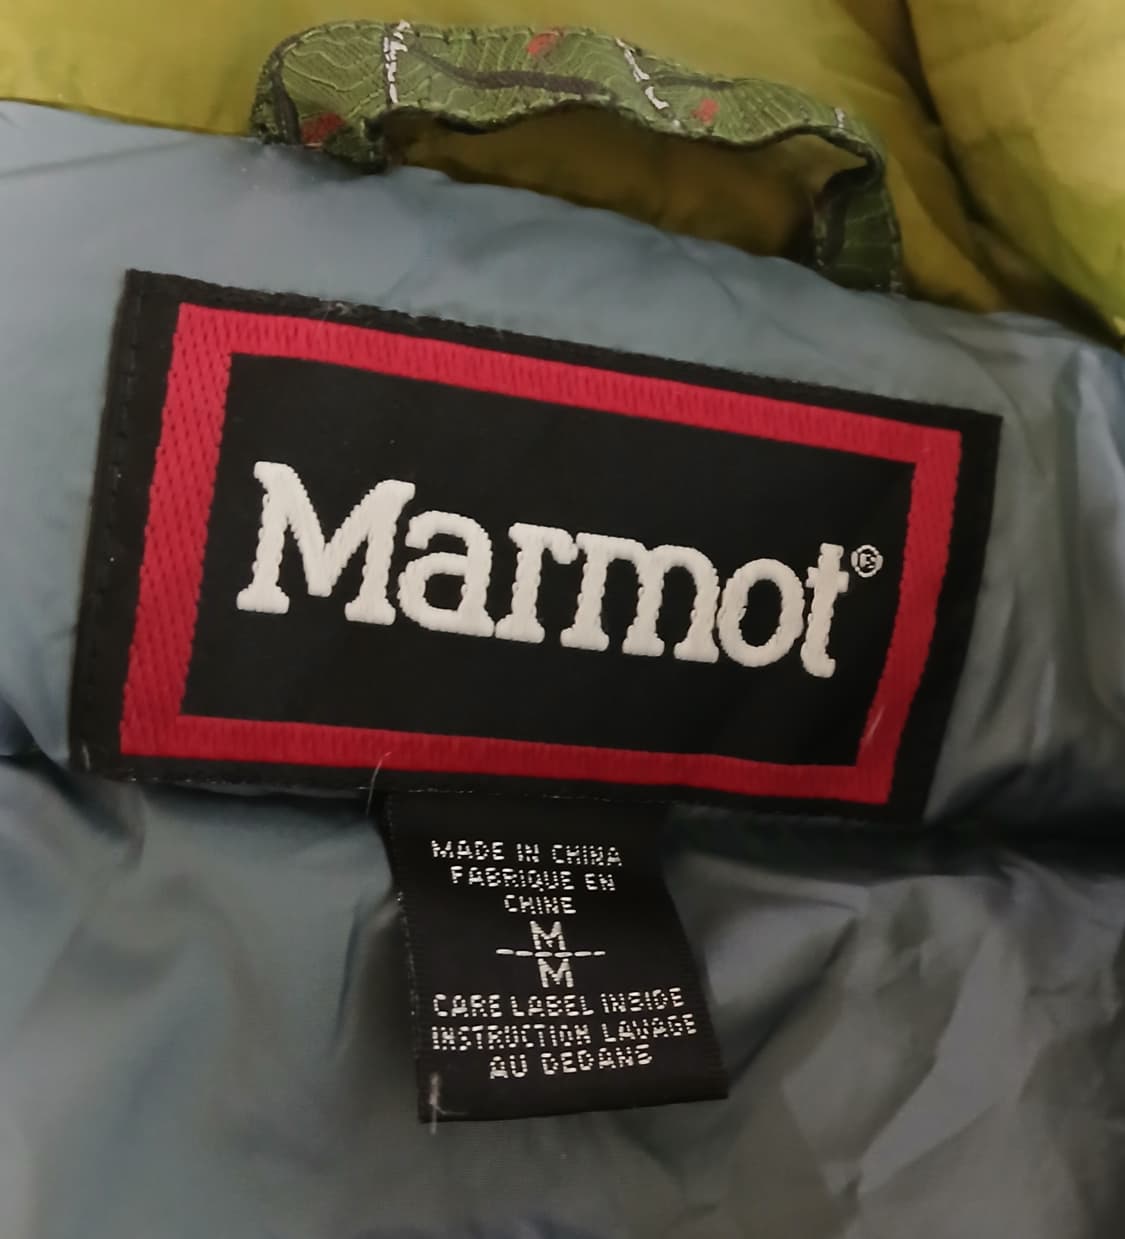 Marmot®
MADE IN CHINA
FABRIQUE EN
CHINE
M
M
CARE LABEL INSIDE
INSTRUCTION LAVAGE
AU DEDANS